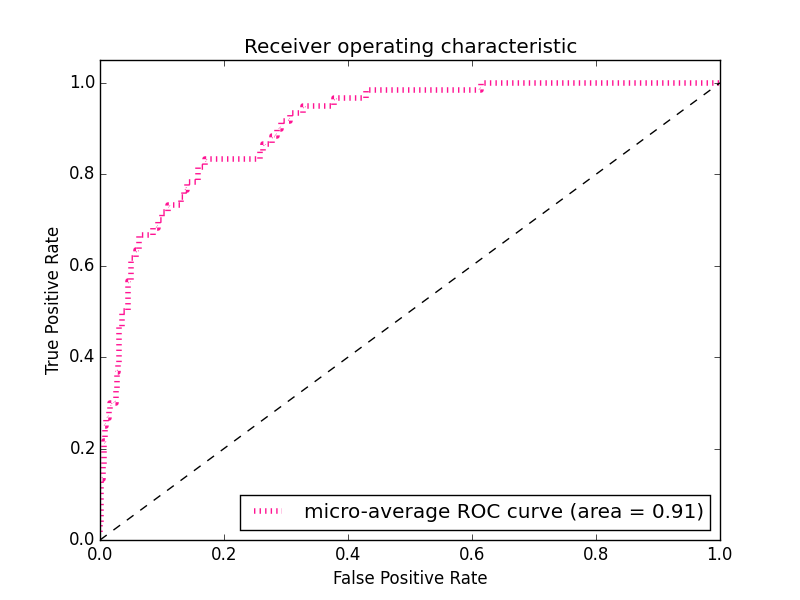 Receiver operating characteristic
1.0
0.8
0.6
0.4
0.2
0.0
True Positive Rate
micro-average ROC curve (area = 0.91)
0.0 0.2 0.4 0.6 0.8 1.0
False Positive Rate